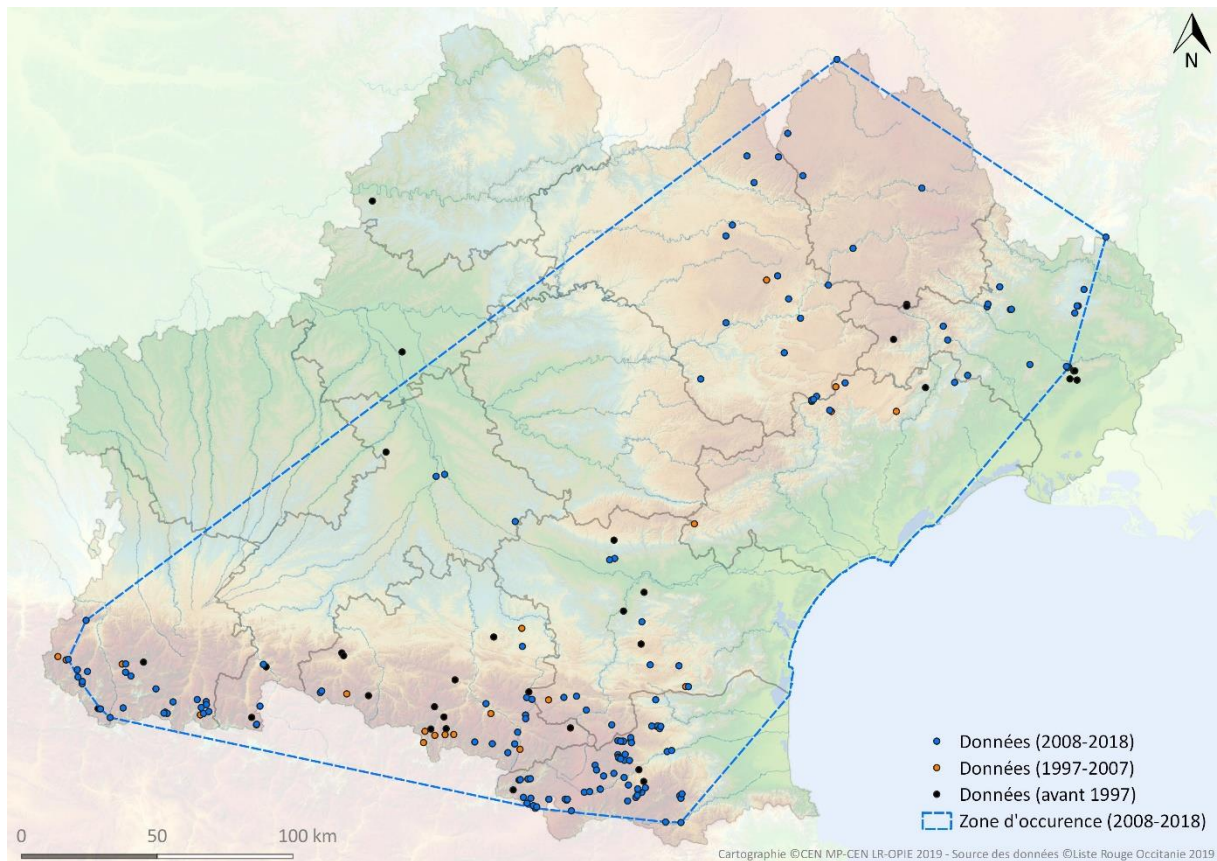 N
Données (2008-2018)
Données (1997-2007)
Données (avant 1997)
Zone d'occurence (2008-2018)
0 50 100 km
Cartographie ©CEN MP-CEN LR-OPIE 2019 - Source des données ©Liste Rouge Occitanie 2019